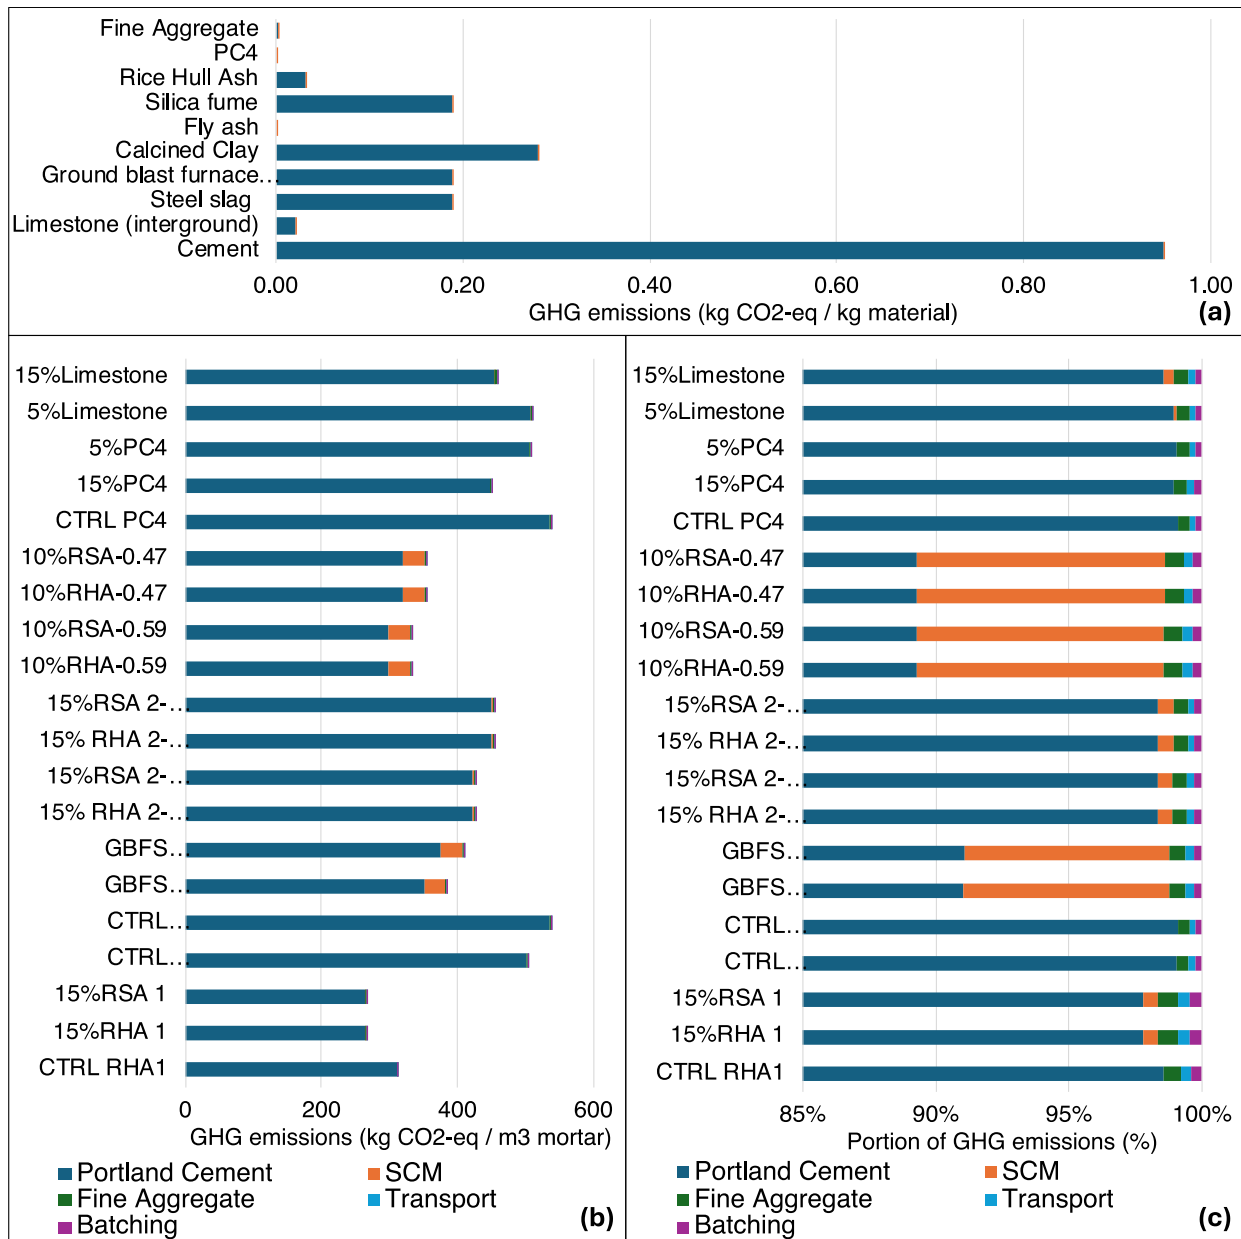 Fine Aggregate
PC4
Rice Hull Ash
Silica fume
Fly ash
Calcined Clay
Ground blast furnace…
Steel slag
Limestone (interground)
Cement
0.00 0.20 0.40 0.60 0.80 1.00
GHG emissions (kg CO2-eq / kg material)
(a)
15%Limestone
5%Limestone
5%PC4
15%PC4
CTRL PC4
10%RSA-0.47
10%RHA-0.47
10%RSA-0.59
10%RHA-0.59
15%RSA 2-…
15% RHA 2-…
15%RSA 2-…
15% RHA 2-…
GBFS…
GBFS…
CTRL…
CTRL…
15%RSA 1
15%RHA 1
CTRL RHA1
0 200 400 600
GHG emissions (kg CO2-eq / m3 mortar)
Portland Cement SCM
Fine Aggregate Transport
Batching
(b)
15%Limestone
5%Limestone
5%PC4
15%PC4
CTRL PC4
10%RSA-0.47
10%RHA-0.47
10%RSA-0.59
10%RHA-0.59
15%RSA 2-…
15% RHA 2-…
15%RSA 2-…
15% RHA 2-…
GBFS…
GBFS…
CTRL…
CTRL…
15%RSA 1
15%RHA 1
CTRL RHA1
85% 90% 95% 100%
Portion of GHG emissions (%)
Portland Cement SCM
Fine Aggregate Transport
Batching
(c)